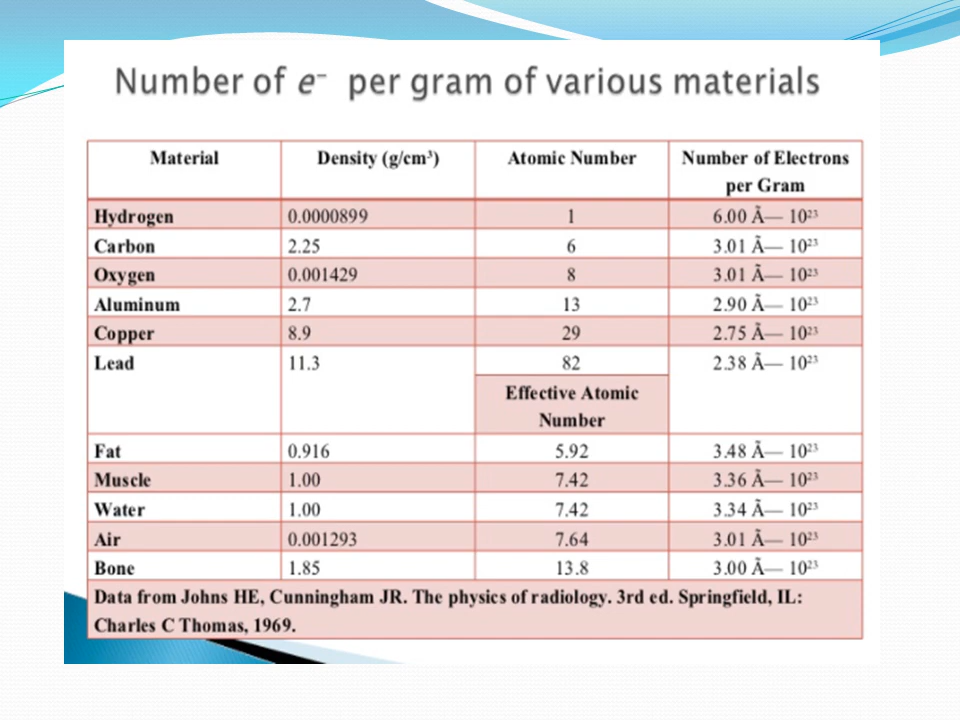 Number of e⁻ per gram of various materials
Material Density (g/cm³) Atomic Number Number of Electrons per Gram
Hydrogen 0.0000899 1 6.00 Ã— 10²³
Carbon 2.25 6 3.01 Ã— 10²³
Oxygen 0.001429 8 3.01 Ã— 10²³
Aluminum 2.7 13 2.90 Ã— 10²³
Copper 8.9 29 2.75 Ã— 10²³
Lead 11.3 82 2.38 Ã— 10²³
Effective Atomic
Number
Fat 0.916 5.92 3.48 Ã— 10²³
Muscle 1.00 7.42 3.36 Ã— 10²³
Water 1.00 7.42 3.34 Ã— 10²³
Air 0.001293 7.64 3.01 Ã— 10²³
Bone 1.85 13.8 3.00 Ã— 10²³
Data from Johns HE, Cunningham JR. The physics of radiology. 3rd ed. Springfield, IL:
Charles C Thomas, 1969.